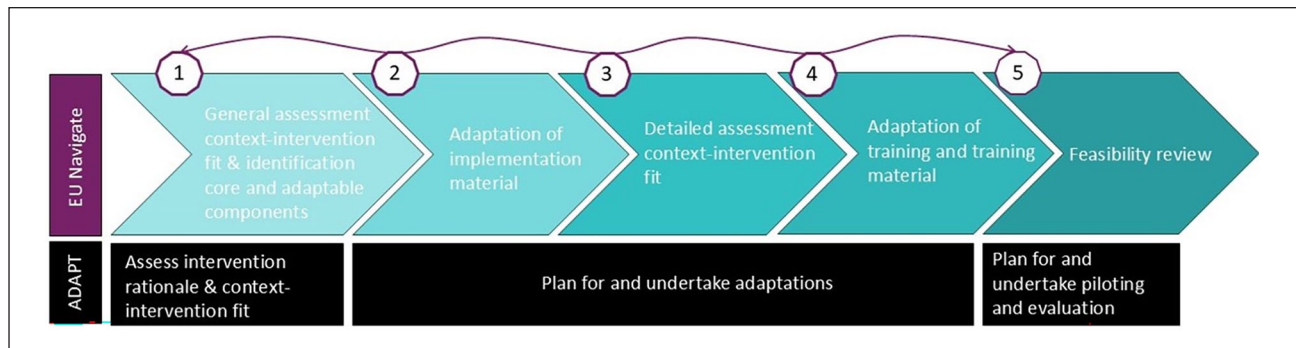 1
2
3
4
5
EU Navigate
General assessment
context-intervention
fit & identification
core and adaptable
components
Adaptation of
implementation
material
Detailed assessment
context-intervention
fit
Adaptation of
training and training
material
Feasibility review
ADAPT
Assess intervention
rationale & context-
intervention fit
Plan for and undertake adaptations
Plan for and
undertake piloting
and evaluation